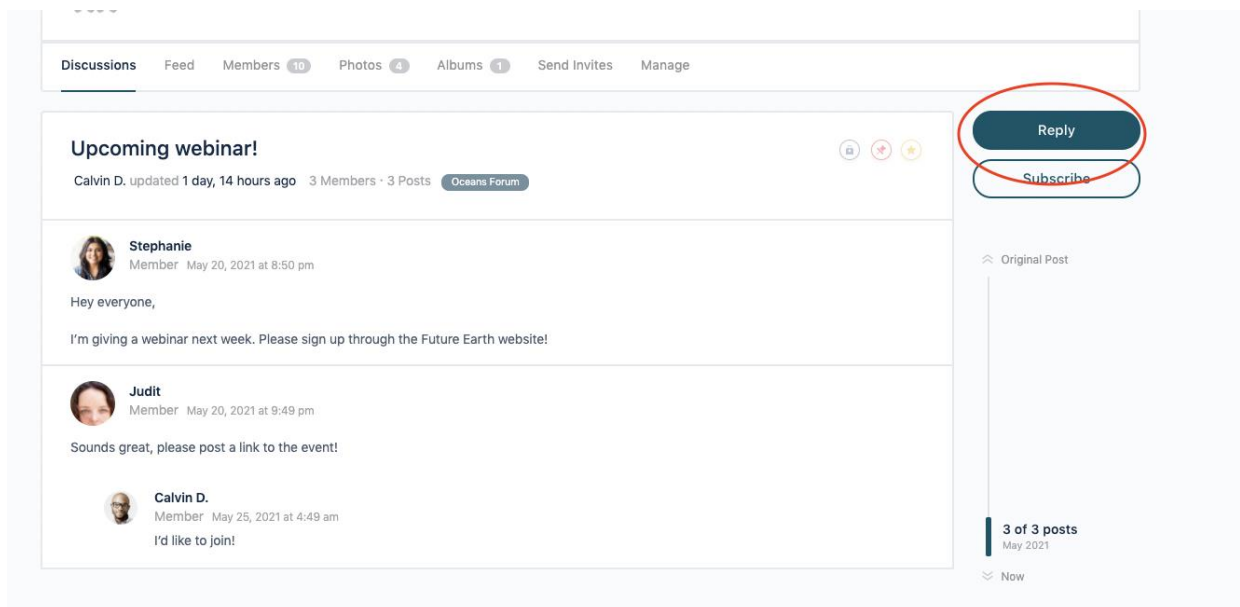 Discussions Feed Members 10 Photos 4 Albums 1 Send Invites Manage
Upcoming webinar!
Calvin D. updated 1 day, 14 hours ago 3 Members · 3 Posts Oceans Forum
Reply
Subscribe
Stephanie
Member May 20, 2021 at 8:50 pm
Hey everyone,
I'm giving a webinar next week. Please sign up through the Future Earth website!
Judit
Member May 20, 2021 at 9:49 pm
Sounds great, please post a link to the event!
Calvin D.
Member May 25, 2021 at 4:49 am
I'd like to join!
Original Post
3 of 3 posts
May 2021
Now